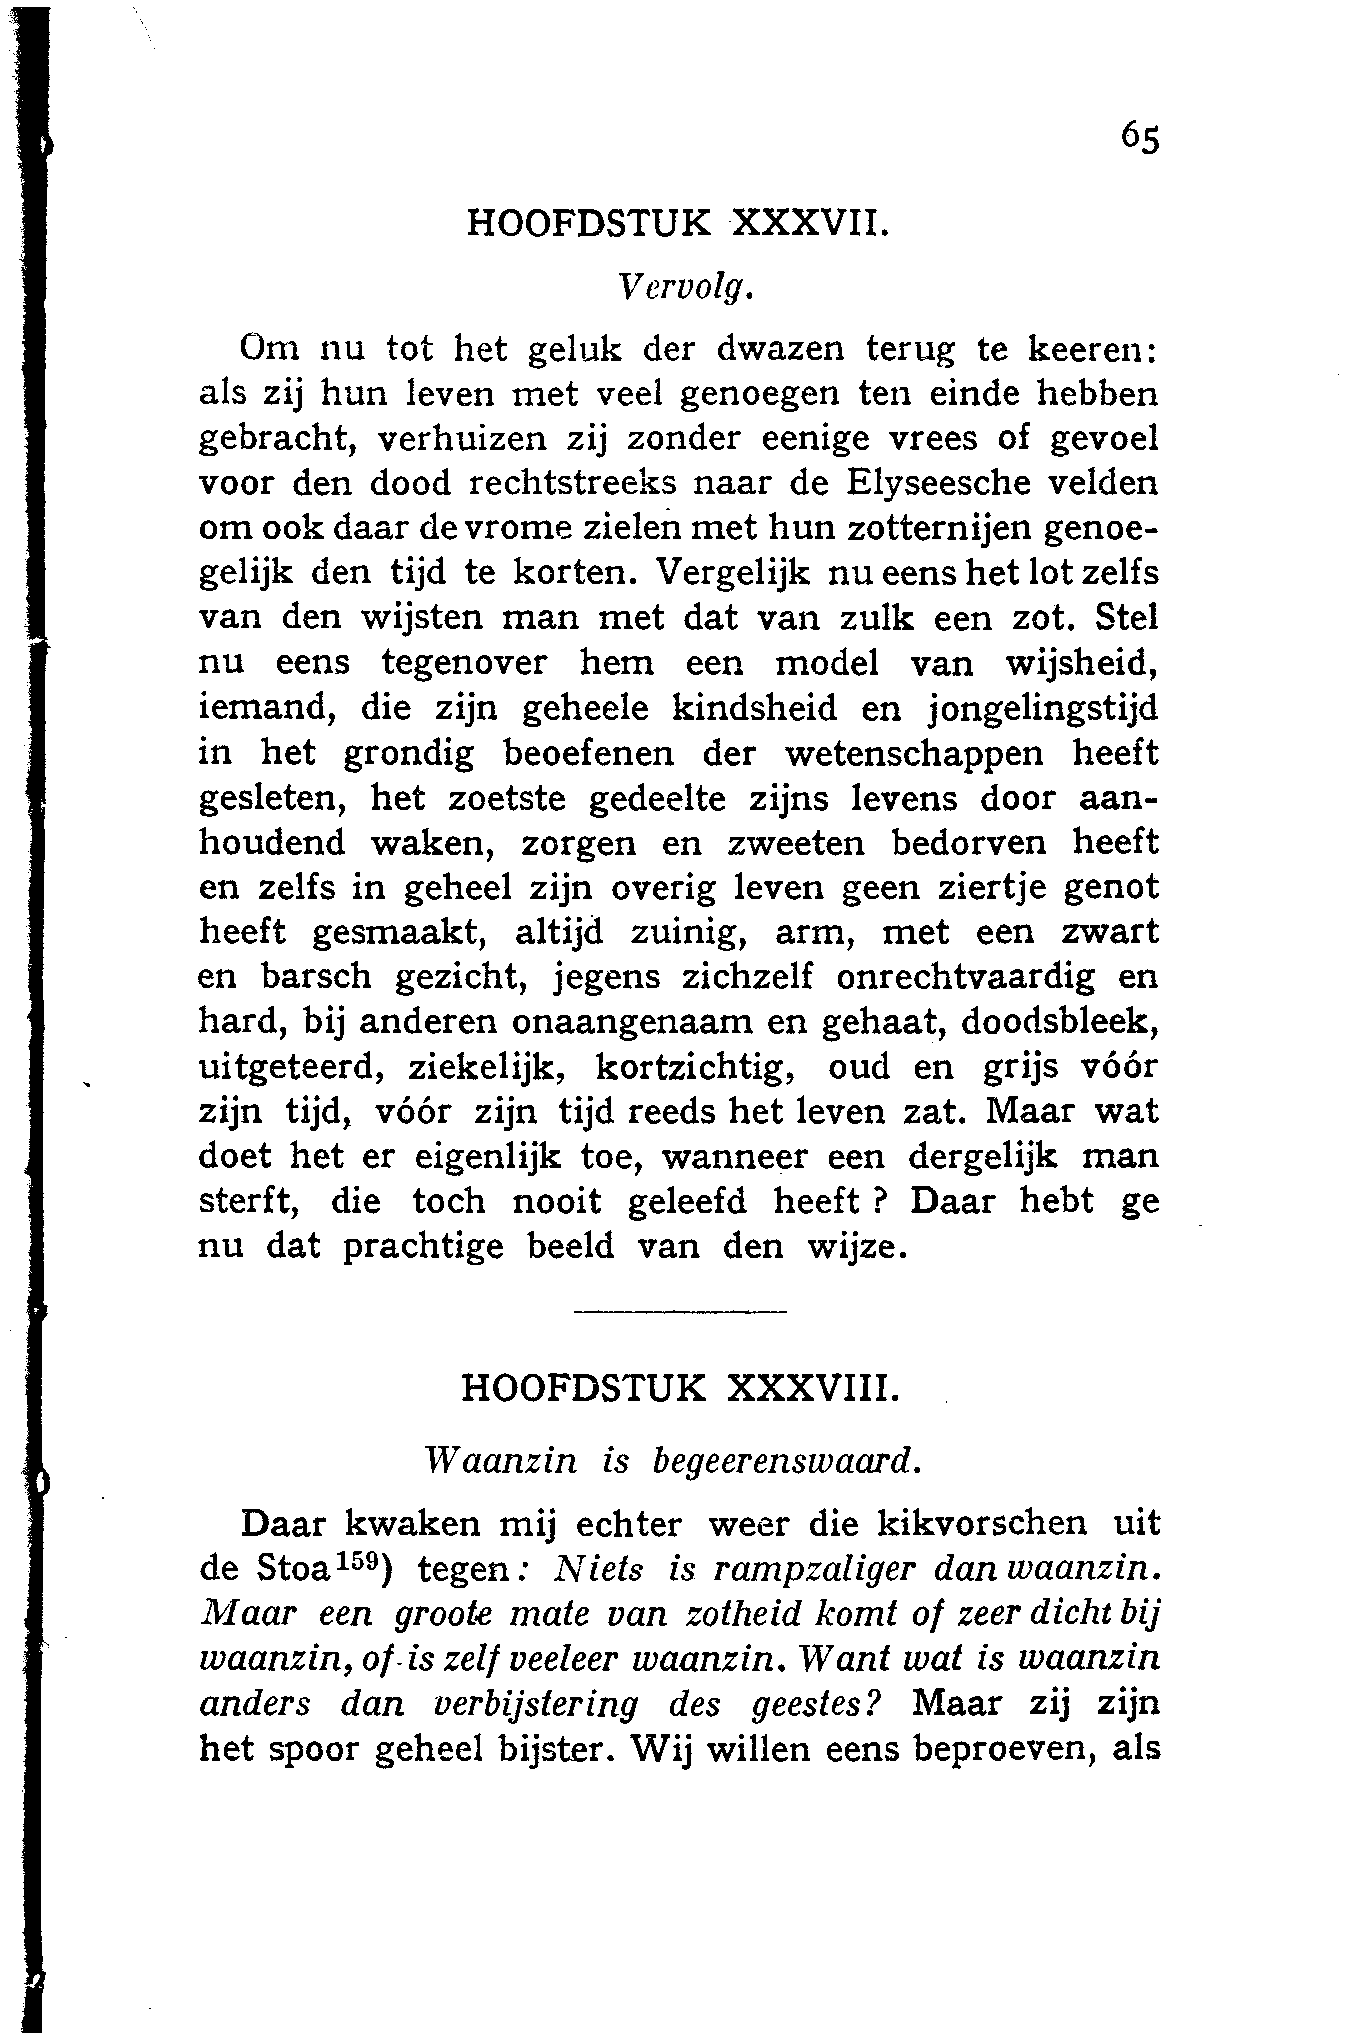 65
HOOFDSTUK XXXVII.
Vervolg.
Om nu tot het geluk der dwazen terug te keeren:
als zij hun leven met veel genoegen ten einde hebben
gebracht, verhuizen zij zonder eenige vrees of gevoel
voor den dood rechtstreeks naar de Elyseesche velden
om ook daar de vrome zielen met hun zotternijen genoe-
gelijk den tijd te korten. Vergelijk nu eens het lot zelfs
van den wijsten man met dat van zulk een zot. Stel
nu eens tegenover hem een model van wijsheid,
iemand, die zijn geheele kindsheid en jongelingstijd
in het grondig beoefenen der wetenschappen heeft
gesleten, het zoetste gedeelte zijns levens door aan-
houdend waken, zorgen en zweeten bedorven heeft
en zelfs in geheel zijn overig leven geen ziertje genot
heeft gesmaakt, altijd zuinig, arm, met een zwart
en barsch gezicht, jegens zichzelf onrechtvaardig en
hard, bij anderen onaangenaam en gehaat, doodsbleek,
uitgeteerd, ziekelijk, kortzichtig, oud en grijs vóór
zijn tijd, vóór zijn tijd reeds het leven zat. Maar wat
doet het er eigenlijk toe, wanneer een dergelijk man
sterft, die toch nooit geleefd heeft ? Daar hebt ge
nu dat prachtige beeld van den wijze.
HOOFDSTUK XXXVIII.
Waanzin is begeerenswaard.
Daar kwaken mij echter weer die kikvorschen uit
de Stoa¹⁵⁹) tegen: Niets is rampzaliger dan waanzin.
Maar een groote mate van zotheid komt of zeer dicht bij
waanzin, of is zelf veeleer waanzin. Want wat is waanzin
anders dan verbijstering des geestes? Maar zij zijn
het spoor geheel bijster. Wij willen eens beproeven, als